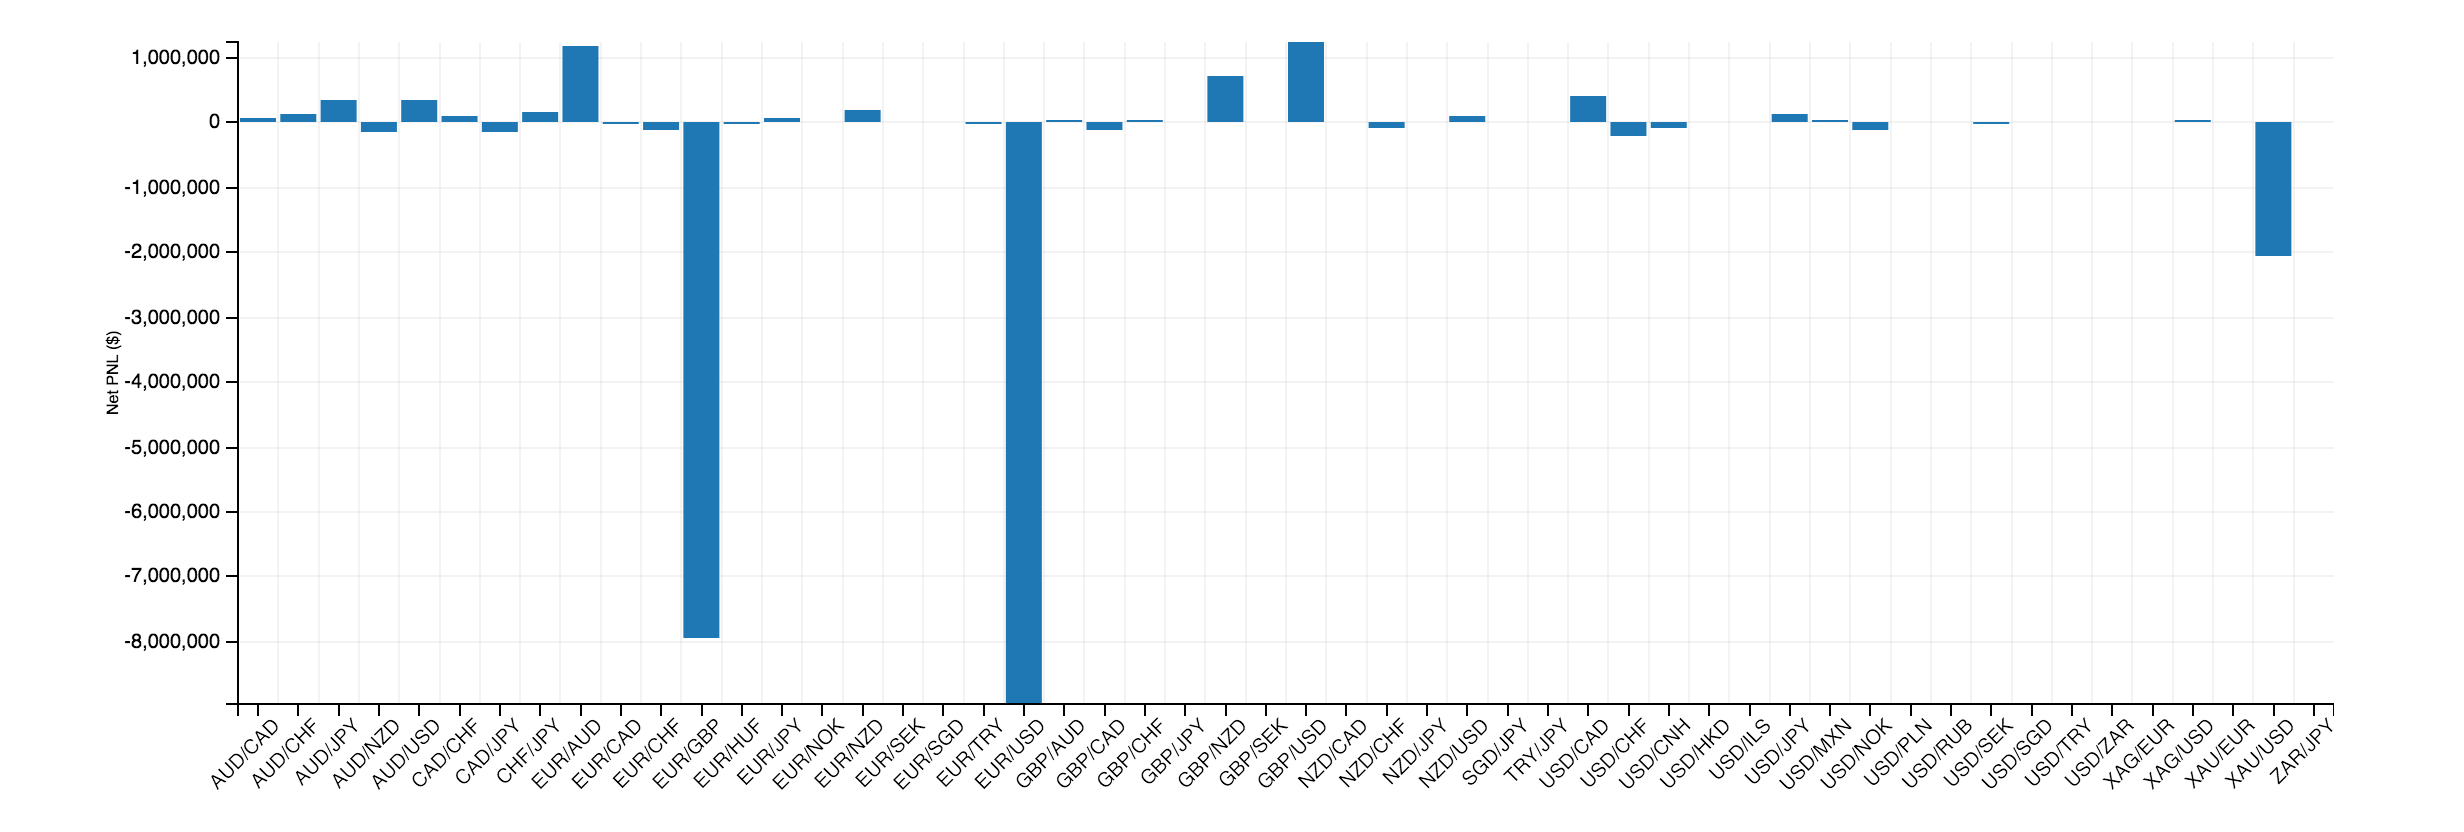 1,000,000
0
-1,000,000
-2,000,000
-3,000,000
-4,000,000
-5,000,000
-6,000,000
-7,000,000
-8,000,000
Net PNL ($)
AUD/CAD
AUD/CHF
AUD/JPY
AUD/NZD
AUD/USD
CAD/CHF
CAD/JPY
CHF/JPY
EUR/AUD
EUR/CAD
EUR/CHF
EUR/GBP
EUR/HUF
EUR/JPY
EUR/NOK
EUR/NZD
EUR/SEK
EUR/SGD
EUR/TRY
EUR/USD
GBP/AUD
GBP/CAD
GBP/CHF
GBP/JPY
GBP/NZD
GBP/SEK
GBP/USD
NZD/CAD
NZD/CHF
NZD/JPY
NZD/USD
SGD/JPY
TRY/JPY
USD/CAD
USD/CHF
USD/CNH
USD/HKD
USD/ILS
USD/JPY
USD/MXN
USD/NOK
USD/PLN
USD/RUB
USD/SEK
USD/SGD
USD/TRY
USD/ZAR
XAG/EUR
XAG/USD
XAU/EUR
XAU/USD
ZAR/JPY